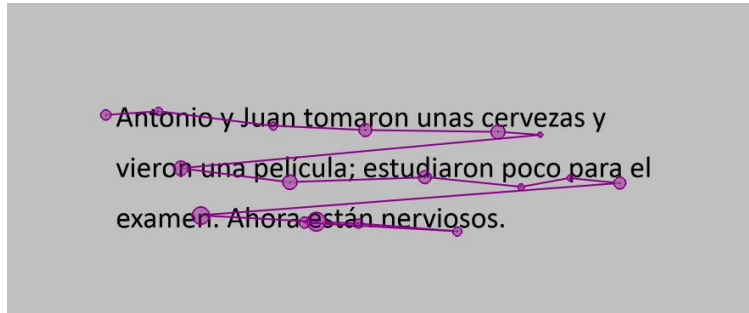 Antonio y Juan tomaron unas cervezas y
vieron una película; estudiaron poco para el
examen. Ahora están nerviosos.